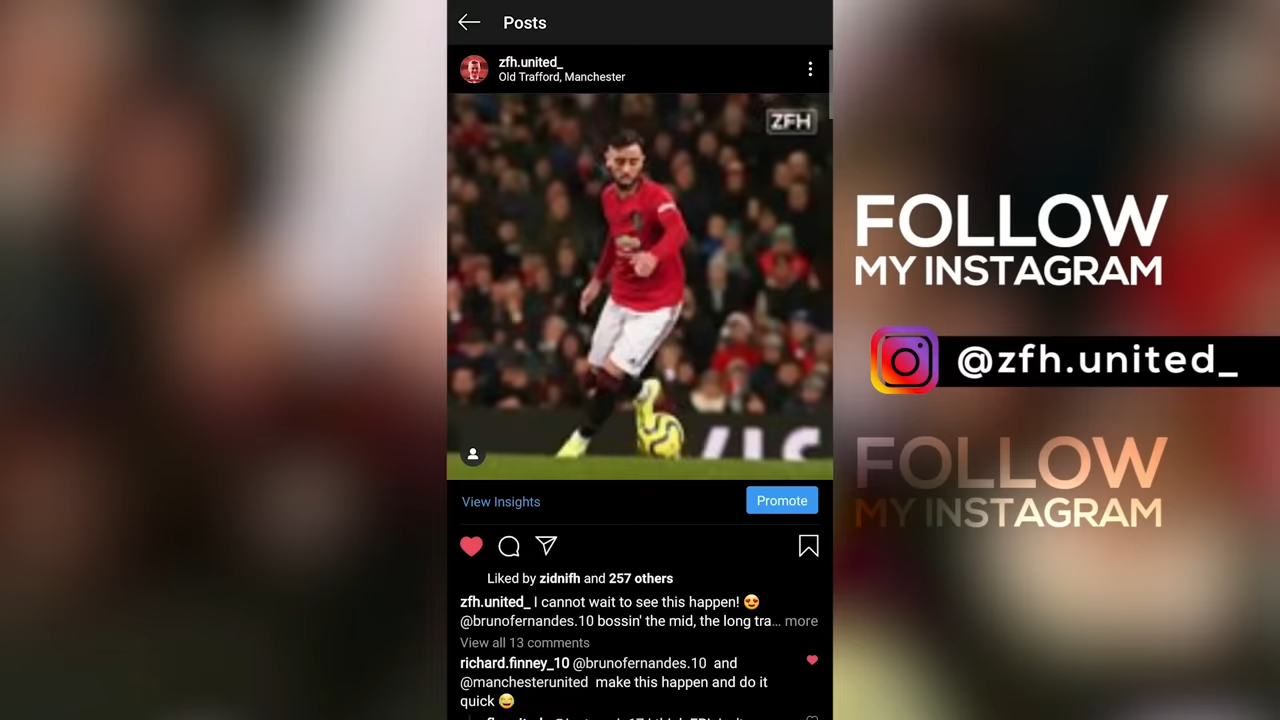 Posts
zfh.united_
Old Trafford, Manchester
ZFH
FOLLOW
MY INSTAGRAM
@zfh.united_
FOLLOW
MY INSTAGRAM
View Insights
Promote
Liked by zidnifh and 257 others
zfh.united_ I cannot wait to see this happen! 😍
@brunofernandes.10 bossin' the mid, the long tra... more
View all 13 comments
richard.finney_10 @brunofernandes.10 and
@manchesterunited make this happen and do it
quick 😂